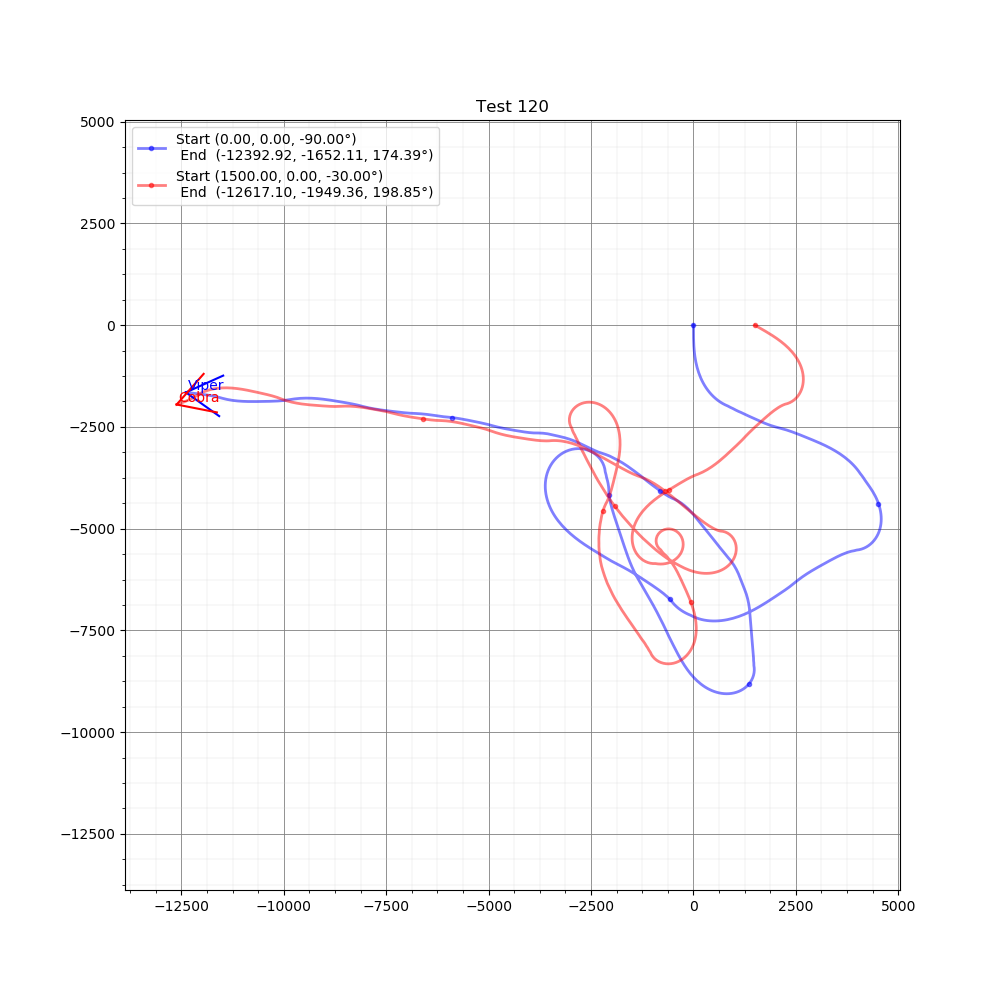 Test 120
5000
2500
0
−2500
−5000
−7500
−10000
−12500
Start (0.00, 0.00, -90.00°)
End (-12392.92, -1652.11, 174.39°)
Start (1500.00, 0.00, -30.00°)
End (-12617.10, -1949.36, 198.85°)
Viper
Cobra
−12500 −10000 −7500 −5000 −2500 0 2500 5000